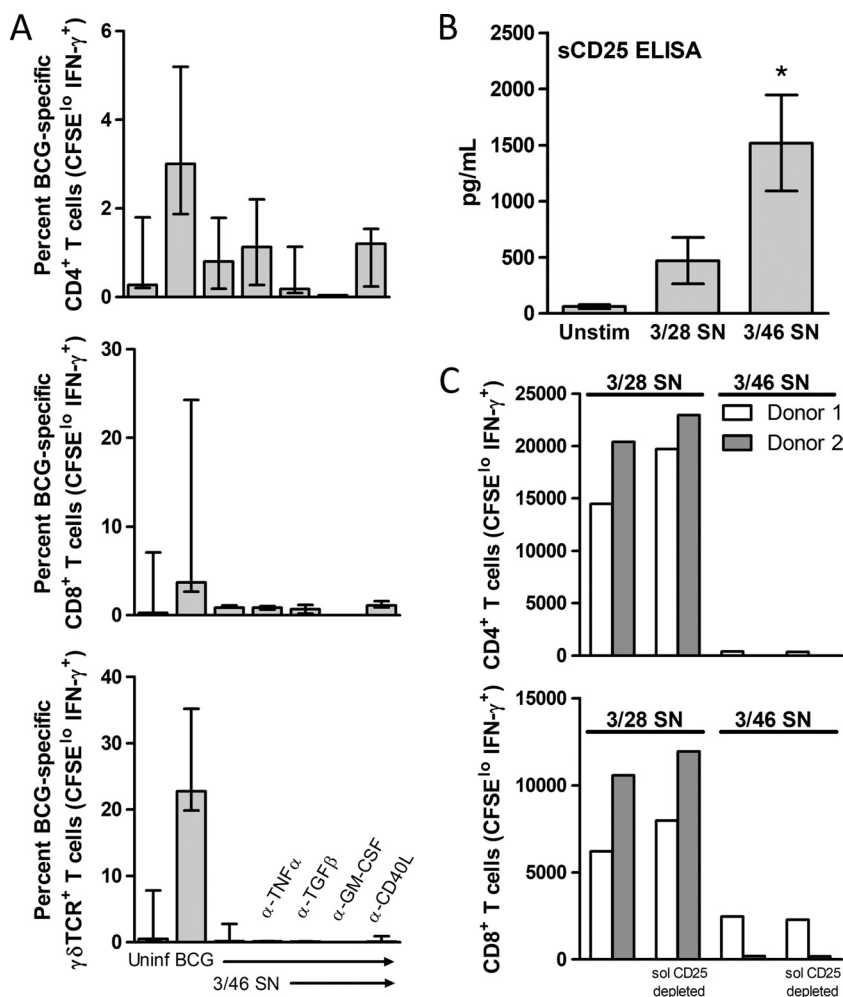 A
Percent BCG-specific
CD4+ T cells (CFSElo IFN-γ+)
6
4
2
0
Percent BCG-specific
CD8+ T cells (CFSElo IFN-γ+)
30
20
10
0
Percent BCG-specific
γδTCR+ T cells (CFSElo IFN-γ+)
40
30
20
10
0
α-TNFα
α-TGFβ
α-GM-CSF
α-CD40L
Uninf BCG
3/46 SN
B
sCD25 ELISA
*
pg/mL
2500
2000
1500
1000
500
0
Unstim 3/28 SN 3/46 SN
C
3/28 SN 3/46 SN
Donor 1
Donor 2
CD4+ T cells (CFSElo IFN-γ+)
25000
20000
15000
10000
5000
0
3/28 SN 3/46 SN
CD8+ T cells (CFSElo IFN-γ+)
15000
10000
5000
0
sol CD25 sol CD25
depleted depleted